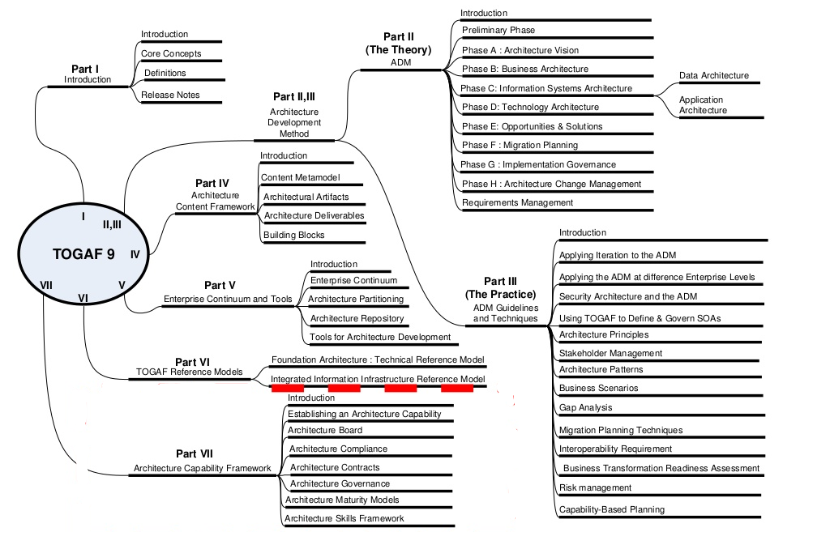 Part I
Introduction
Introduction
Core Concepts
Definitions
Release Notes
Part II,III
Architecture
Development
Method
Part II
(The Theory)
ADM
Introduction
Preliminary Phase
Phase A : Architecture Vision
Phase B: Business Architecture
Phase C: Information Systems Architecture
Data Architecture
Application
Architecture
Phase D: Technology Architecture
Phase E: Opportunities & Solutions
Phase F : Migration Planning
Phase G : Implementation Governance
Phase H : Architecture Change Management
Requirements Management
Part IV
Architecture
Content Framework
Introduction
Content Metamodel
Architectural Artifacts
Architecture Deliverables
Building Blocks
TOGAF 9
I
II,III
IV
V
VI
VII
Part V
Enterprise Continuum and Tools
Introduction
Enterprise Continuum
Architecture Partitioning
Architecture Repository
Tools for Architecture Development
Part III
(The Practice)
ADM Guidelines
and Techniques
Introduction
Applying Iteration to the ADM
Applying the ADM at difference Enterprise Levels
Security Architecture and the ADM
Using TOGAF to Define & Govern SOAs
Architecture Principles
Stakeholder Management
Architecture Patterns
Business Scenarios
Gap Analysis
Migration Planning Techniques
Interoperability Requirement
Business Transformation Readiness Assessment
Risk management
Capability-Based Planning
Part VI
TOGAF Reference Models
Foundation Architecture : Technical Reference Model
Integrated Information Infrastructure Reference Model
Part VII
Architecture Capability Framework
Introduction
Establishing an Architecture Capability
Architecture Board
Architecture Compliance
Architecture Contracts
Architecture Governance
Architecture Maturity Models
Architecture Skills Framework